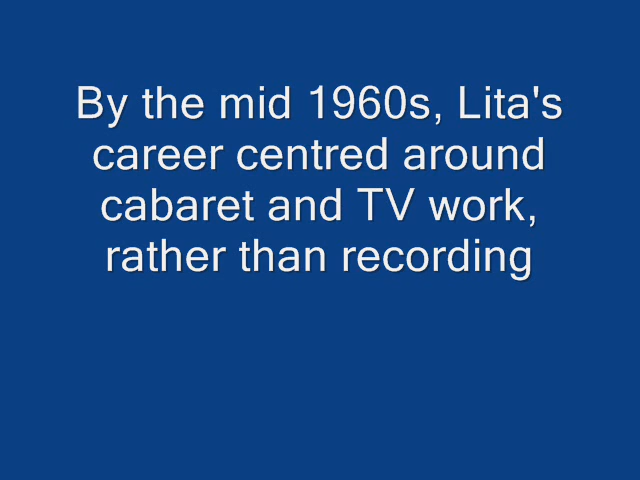 By the mid 1960s, Lita's
career centred around
cabaret and TV work,
rather than recording